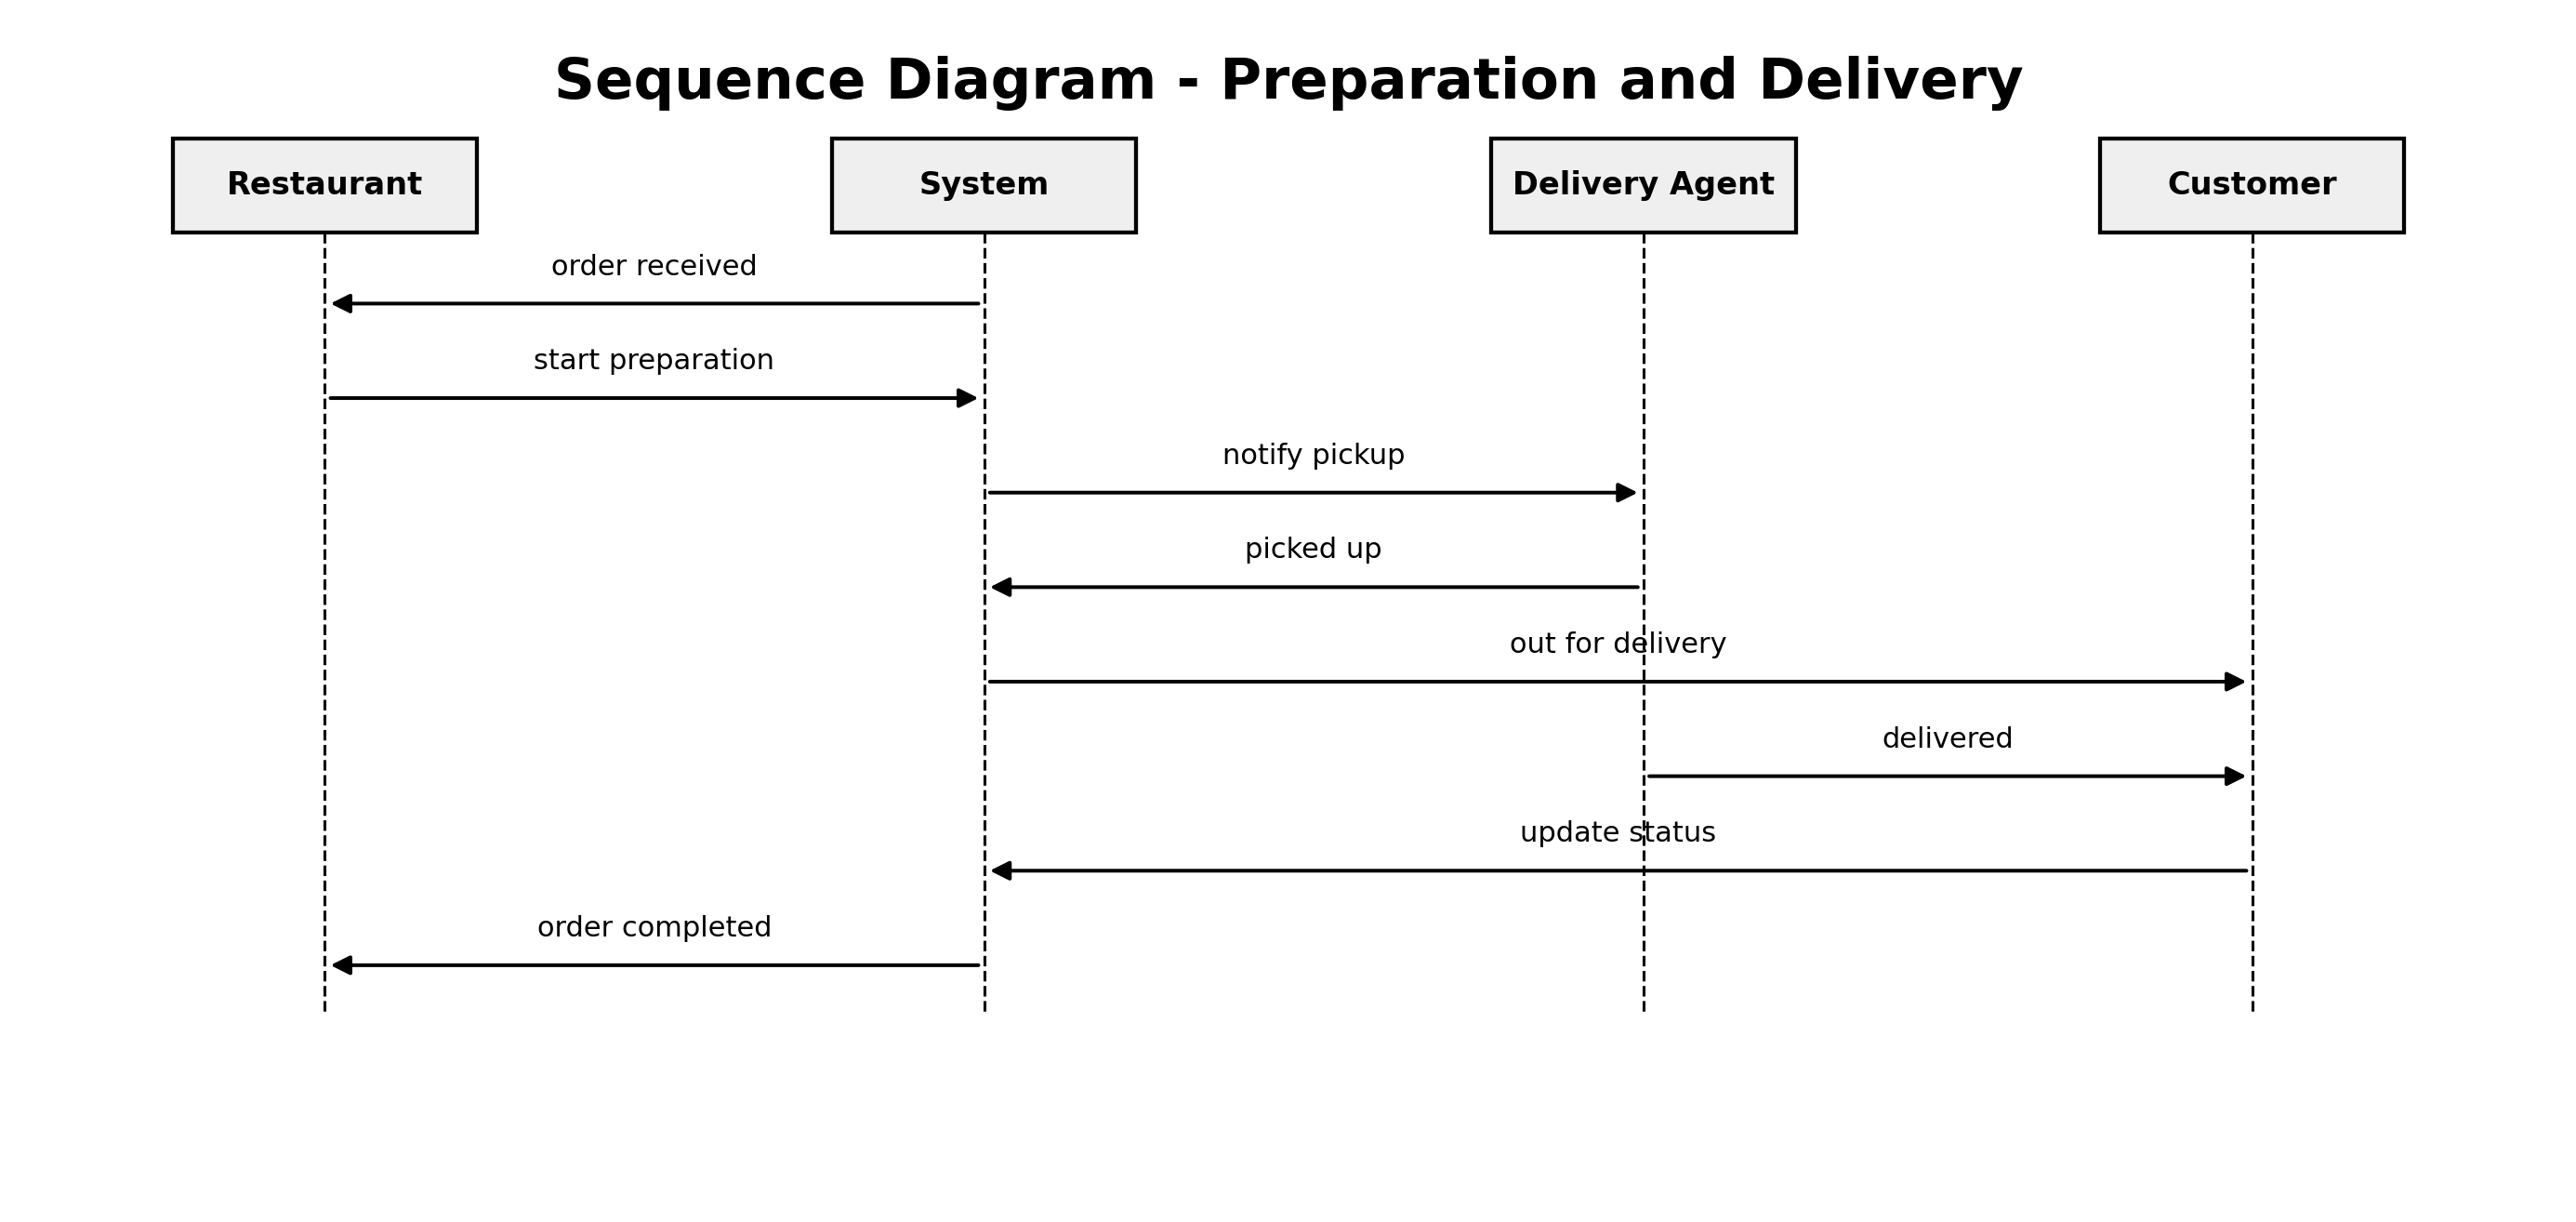 Sequence Diagram - Preparation and Delivery
Restaurant
System
Delivery Agent
Customer
order received
start preparation
notify pickup
picked up
out for delivery
delivered
update status
order completed